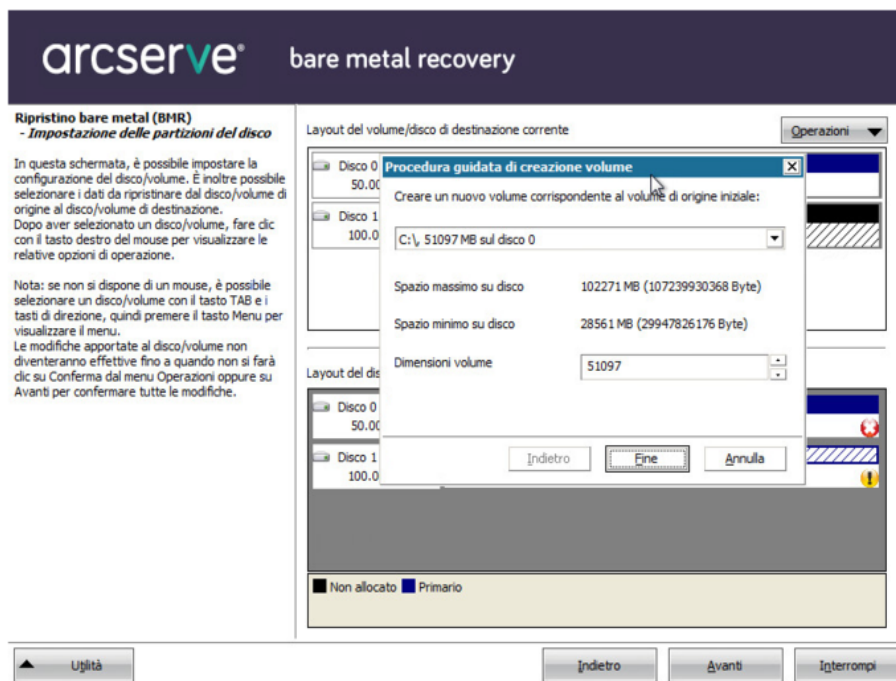 arcserve® bare metal recovery
Ripristino bare metal (BMR)
- Impostazione delle partizioni del disco
In questa schermata, è possibile impostare la
configurazione del disco/volume. È inoltre possibile
selezionare i dati da ripristinare dal disco/volume di
origine al disco/volume di destinazione.
Dopo aver selezionato un disco/volume, fare clic
con il tasto destro del mouse per visualizzare le
relative opzioni di operazione.
Nota: se non si dispone di un mouse, è possibile
selezionare un disco/volume con il tasto TAB e i
tasti di direzione, quindi premere il tasto Menu per
visualizzare il menu.
Le modifiche apportate al disco/volume non
diventeranno effettive fino a quando non si farà
clic su Conferma dal menu Operazioni oppure su
Avanti per confermare tutte le modifiche.
Layout del volume/disco di destinazione corrente
Operazioni
Disco 0
50.00
Disco 1
100.0
Procedura guidata di creazione volume
Creare un nuovo volume corrispondente al volume di origine iniziale:
C:\, 51097 MB sul disco 0
Spazio massimo su disco 102271 MB (107239930368 Byte)
Spazio minimo su disco 28561 MB (29947826176 Byte)
Dimensioni volume 51097
Indietro Fine Annulla
Layout del dis
Disco 0
50.00
Disco 1
100.0
Non allocato Primario
Utilità Indietro Avanti Interrompi